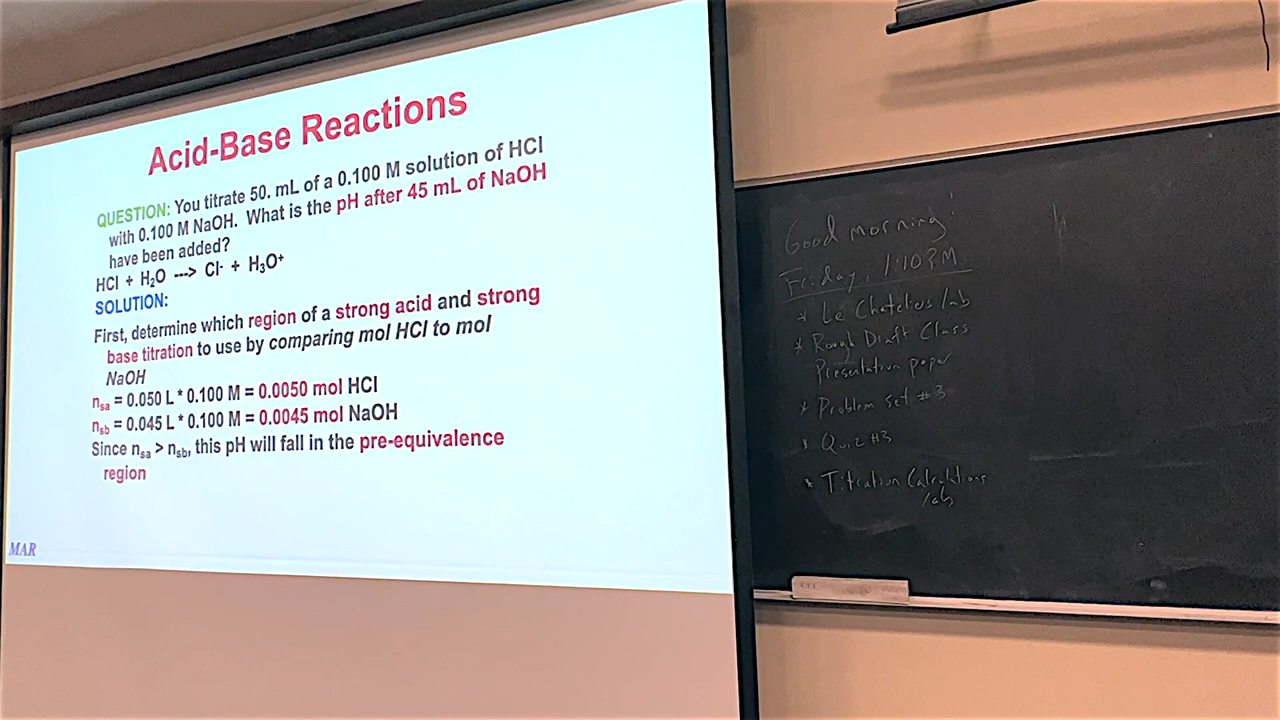 Acid-Base Reactions
QUESTION: You titrate 50. mL of a 0.100 M solution of HCl
with 0.100 M NaOH. What is the pH after 45 mL of NaOH
have been added?
HCl + H₂O ---> Cl⁻ + H₃O⁺
SOLUTION:
First, determine which region of a strong acid and strong
base titration to use by comparing mol HCl to mol
NaOH
nₛₐ = 0.050 L * 0.100 M = 0.0050 mol HCl
n_sb = 0.045 L * 0.100 M = 0.0045 mol NaOH
Since nₛₐ > n_sb, this pH will fall in the pre-equivalence
region
MAR
Good morning!
Friday, 1:10 PM
* Le Chateliers lab
* Rough Draft Class
Presentation paper
* Problem set #3
* Quiz #3
* Titration Calculations
lab